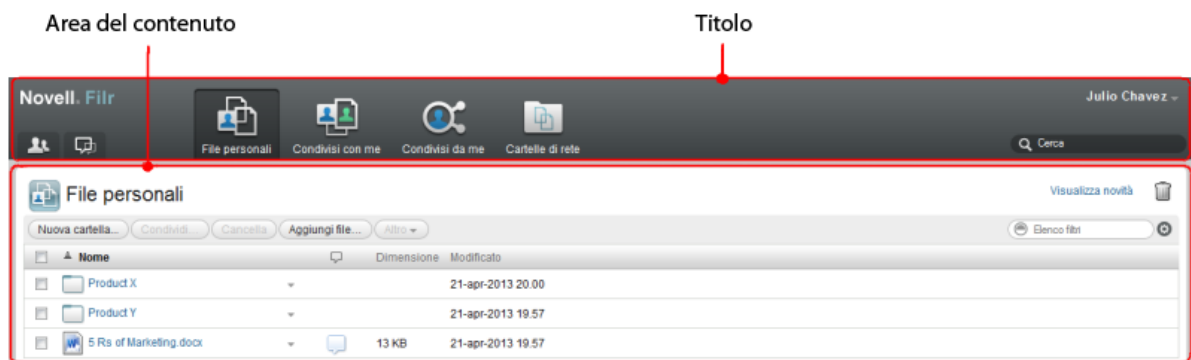 Area del contenuto
Titolo
Novell. Filr
Julio Chavez
File personali
Condivisi con me
Condivisi da me
Cartelle di rete
Cerca
File personali
Visualizza novità
Nuova cartella...
Condividi...
Cancella
Aggiungi file...
Altro
Elenco filtri
Nome
Dimensione
Modificato
Product X
21-apr-2013 20.00
Product Y
21-apr-2013 19.57
5 Rs of Marketing.docx
13 KB
21-apr-2013 19.57